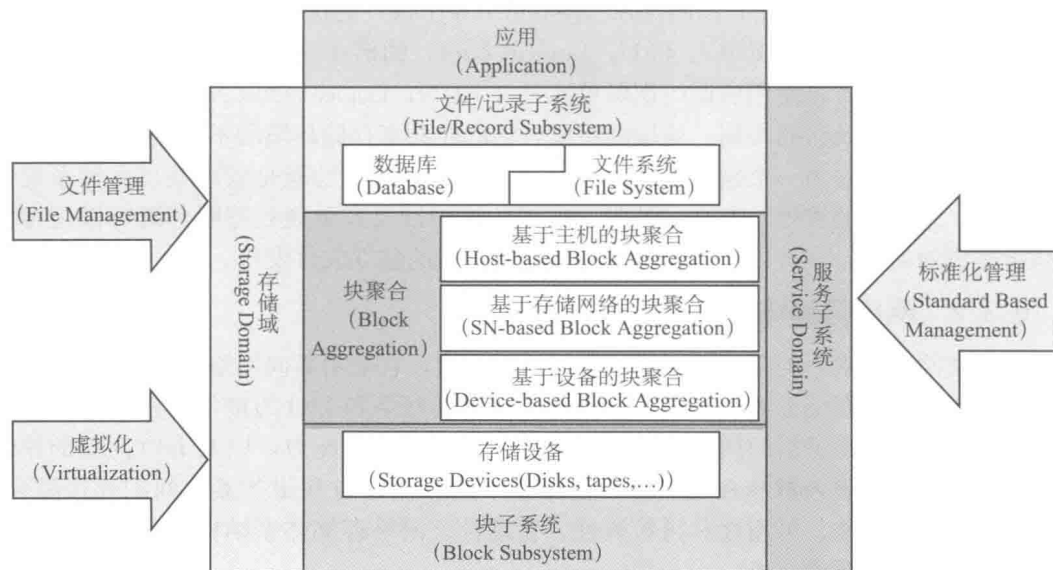 应用
（Application）
文件/记录子系统
（File/Record Subsystem）
数据库
（Database）
文件系统
（File System）
文件管理
（File Management）
基于主机的块聚合
（Host-based Block Aggregation）
存储域
（Storage Domain）
块聚合
（Block
Aggregation）
基于存储网络的块聚合
（SN-based Block Aggregation）
服务子系统
（Service Domain）
标准化管理
（Standard Based
Management）
基于设备的块聚合
（Device-based Block Aggregation）
虚拟化
（Virtualization）
存储设备
（Storage Devices(Disks, tapes,…)）
块子系统
（Block Subsystem）